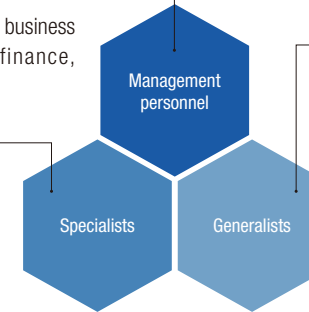 business
finance,
Management
personnel
Specialists
Generalists